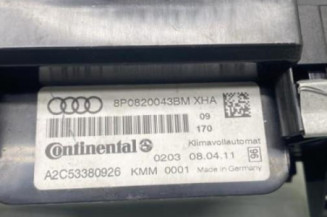 8P0820043BM XHA
09
170
Continental
Klimavollautomat
0203 08.04.11
A2C53380926 KMM 0001 Made in Germany